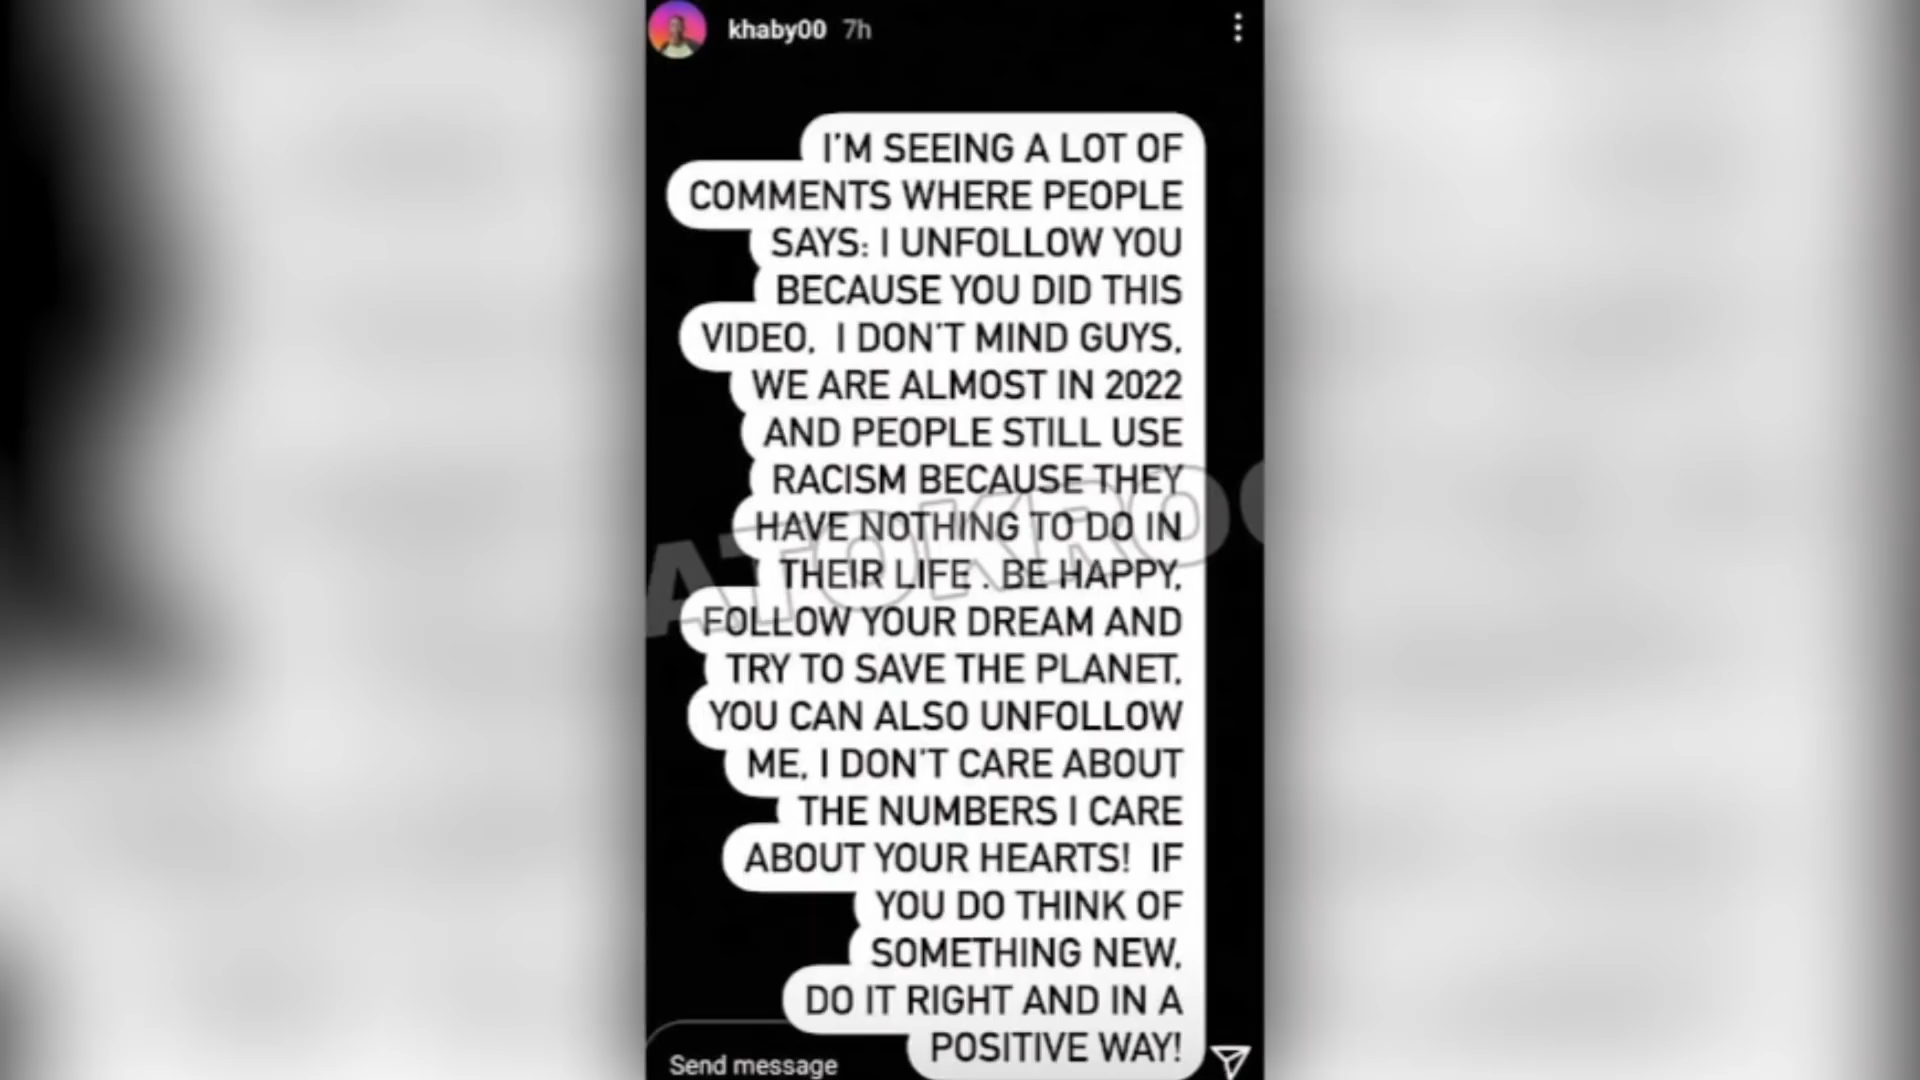 khaby00 7h
I'M SEEING A LOT OF
COMMENTS WHERE PEOPLE
SAYS: I UNFOLLOW YOU
BECAUSE YOU DID THIS
VIDEO, I DON'T MIND GUYS,
WE ARE ALMOST IN 2022
AND PEOPLE STILL USE
RACISM BECAUSE THEY
HAVE NOTHING TO DO IN
THEIR LIFE . BE HAPPY,
FOLLOW YOUR DREAM AND
TRY TO SAVE THE PLANET,
YOU CAN ALSO UNFOLLOW
ME, I DON'T CARE ABOUT
THE NUMBERS I CARE
ABOUT YOUR HEARTS! IF
YOU DO THINK OF
SOMETHING NEW,
DO IT RIGHT AND IN A
POSITIVE WAY!
Send message